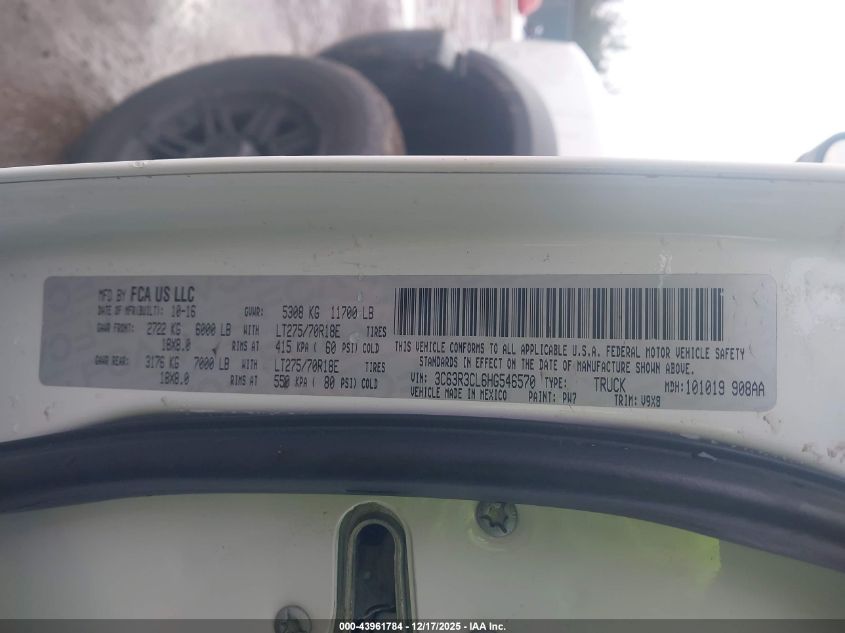 MFD BY FCA US LLC
DATE OF MFR(BUILT): 10-16 GVWR: 5308 KG 11700 LB
GAWR FRONT: 2722 KG 6000 LB WITH LT275/70R18E TIRES
18X8.0 RIMS AT 415 KPA ( 60 PSI) COLD
GAWR REAR: 3176 KG 7000 LB WITH LT275/70R18E TIRES
18X8.0 RIMS AT 550 KPA ( 80 PSI) COLD
THIS VEHICLE CONFORMS TO ALL APPLICABLE U.S.A. FEDERAL MOTOR VEHICLE SAFETY
STANDARDS IN EFFECT ON THE DATE OF MANUFACTURE SHOWN ABOVE.
VIN: 3C63R3CL6HG546570 TYPE: TRUCK MDH: 101019 908AA
VEHICLE MADE IN MEXICO PAINT: PW7 TRIM: V9X8
000-43961784 - 12/17/2025 - IAA Inc.